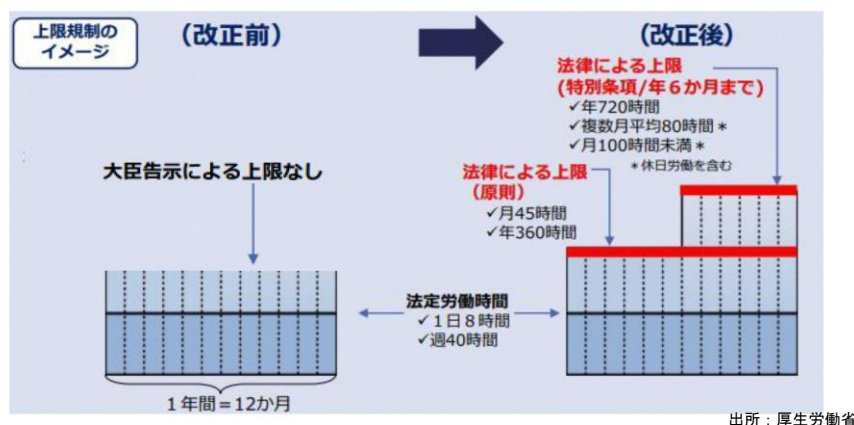 上限規制の
イメージ
（改正前）
（改正後）
法律による上限
(特別条項/年６か月まで)
✓年720時間
✓複数月平均80時間＊
✓月100時間未満＊
＊休日労働を含む
大臣告示による上限なし
法律による上限
（原則）
✓月45時間
✓年360時間
法定労働時間
✓１日８時間
✓週40時間
１年間＝12か月
出所：厚生労働省